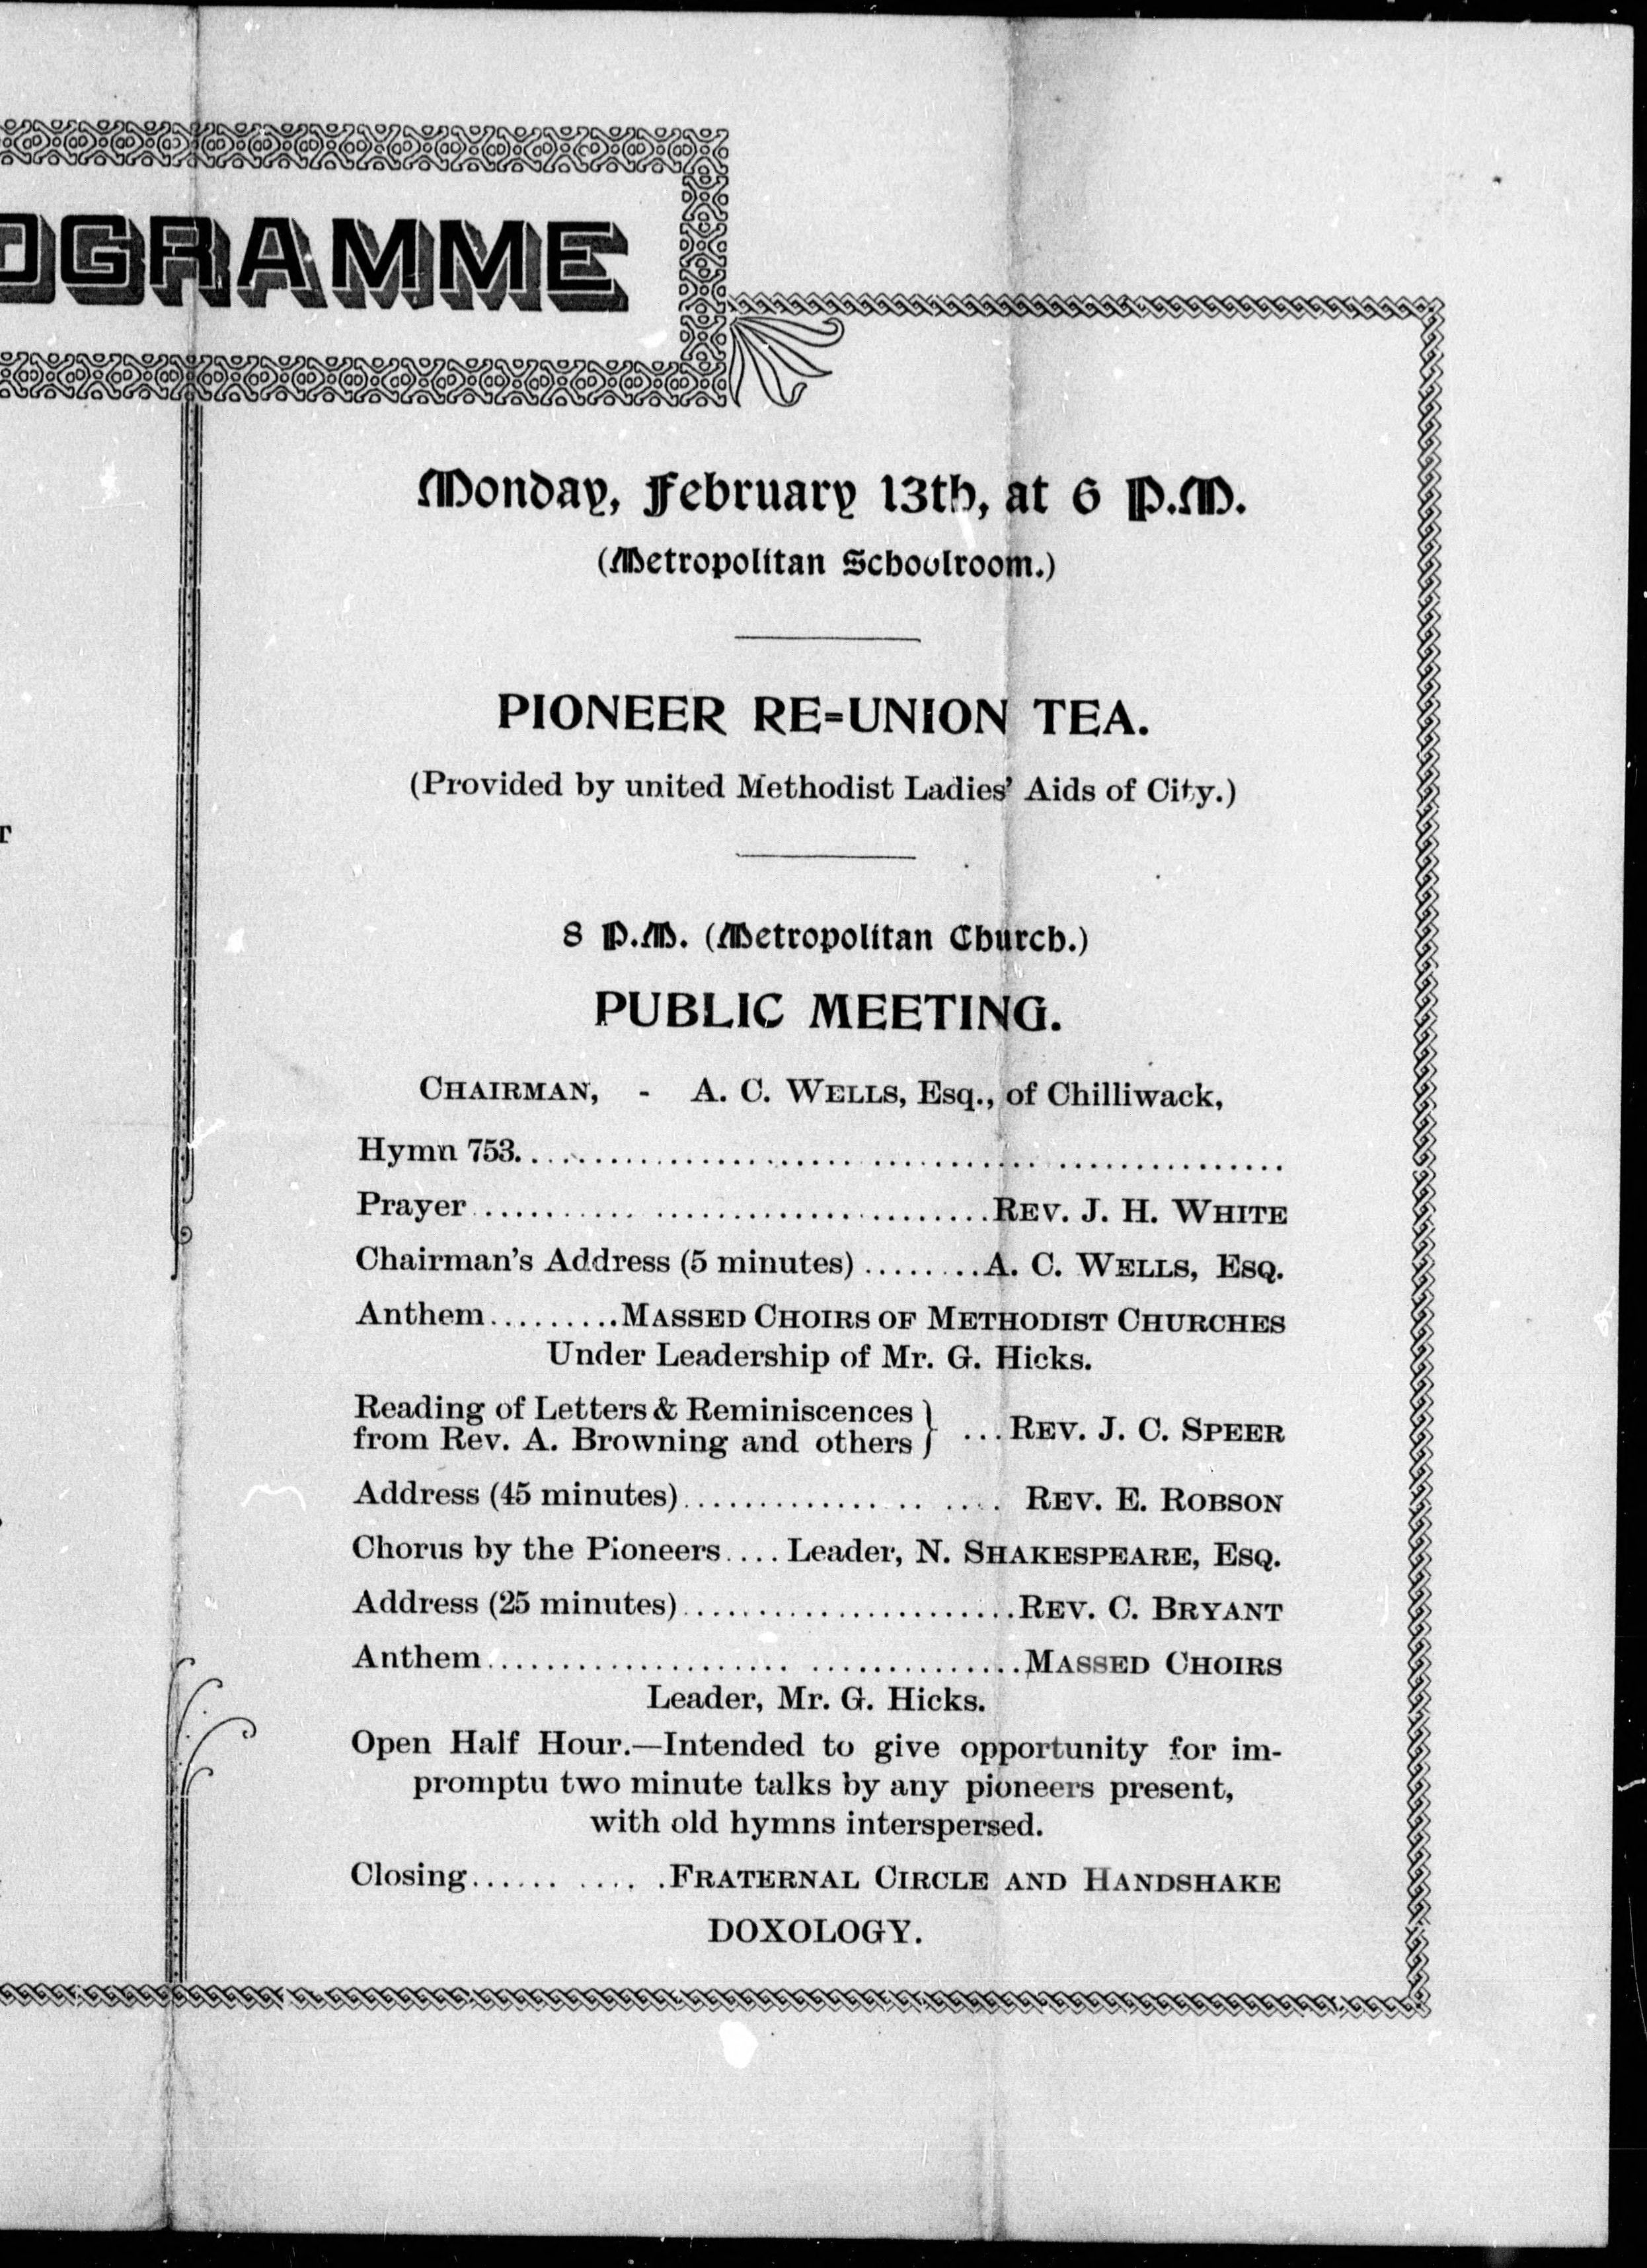 OGRAMME
Monday, February 13th, at 6 P.M.
(Metropolitan Schoolroom.)
PIONEER RE-UNION TEA.
(Provided by united Methodist Ladies' Aids of City.)
T
8 P.M. (Metropolitan Church.)
PUBLIC MEETING.
CHAIRMAN, - A. C. WELLS, Esq., of Chilliwack,
Hymn 753........................................................
Prayer....................................REV. J. H. WHITE
Chairman's Address (5 minutes)........A. C. WELLS, ESQ.
Anthem.........MASSED CHOIRS OF METHODIST CHURCHES
Under Leadership of Mr. G. Hicks.
Reading of Letters & Reminiscences
from Rev. A. Browning and others } ...REV. J. C. SPEER
Address (45 minutes)..................... REV. E. ROBSON
Chorus by the Pioneers.... Leader, N. SHAKESPEARE, ESQ.
Address (25 minutes).......................REV. C. BRYANT
Anthem....................................MASSED CHOIRS
Leader, Mr. G. Hicks.
Open Half Hour.—Intended to give opportunity for im-
promptu two minute talks by any pioneers present,
with old hymns interspersed.
Closing...........FRATERNAL CIRCLE AND HANDSHAKE
DOXOLOGY.